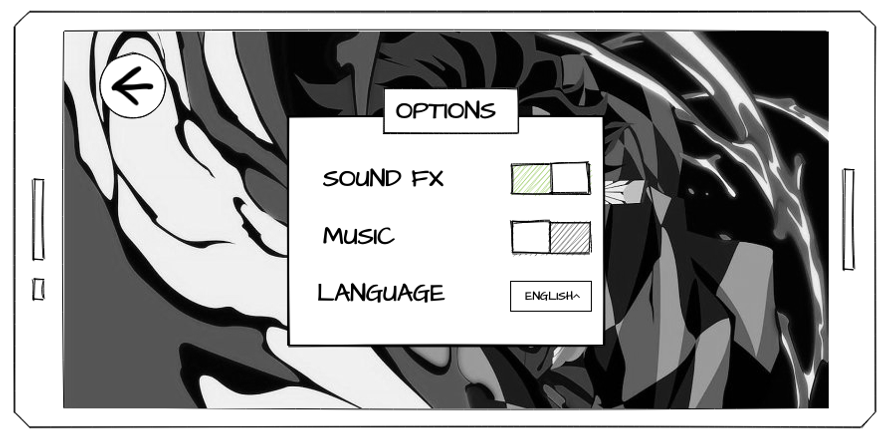 OPTIONS
SOUND FX
MUSIC
LANGUAGE
ENGLISH^